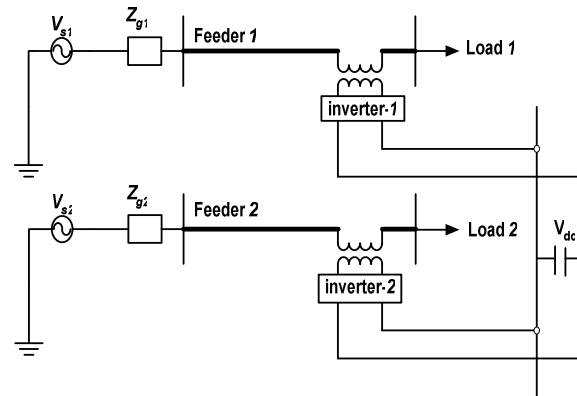 Vs1
Zg1
Feeder 1
Load 1
inverter-1
Vs2
Zg2
Feeder 2
Load 2
Vdc
inverter-2